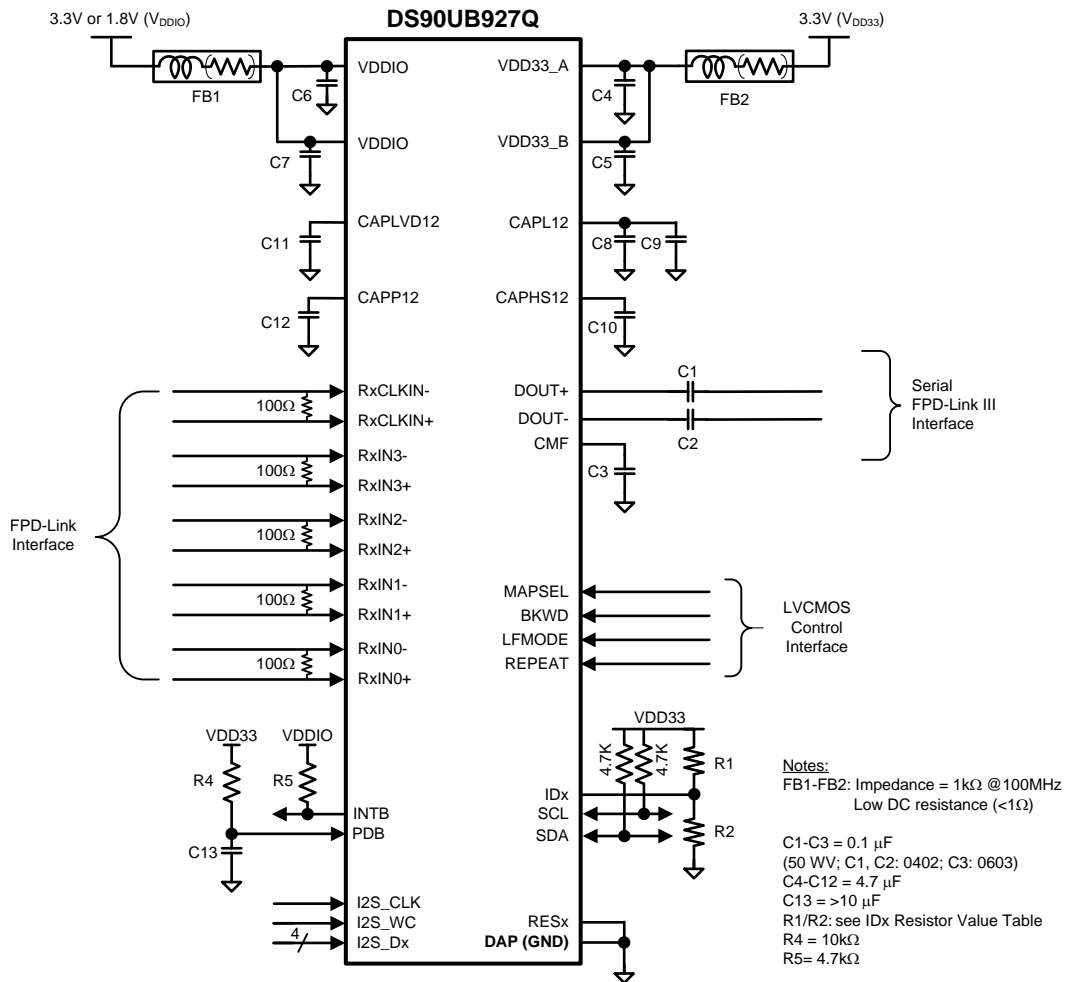 DS90UB927Q
3.3V or 1.8V (VDDIO)
FB1
C6
C7
VDDIO
VDDIO
C11
CAPLVD12
C12
CAPP12
3.3V (VDD33)
FB2
VDD33_A
C4
VDD33_B
C5
CAPL12
C8
C9
CAPHS12
C10
FPD-Link
Interface
100Ω
RxCLKIN-
RxCLKIN+
100Ω
RxIN3-
RxIN3+
100Ω
RxIN2-
RxIN2+
100Ω
RxIN1-
RxIN1+
100Ω
RxIN0-
RxIN0+
DOUT+
C1
DOUT-
C2
CMF
C3
Serial
FPD-Link III
Interface
MAPSEL
BKWD
LFMODE
REPEAT
LVCMOS
Control
Interface
VDD33
VDDIO
R4
R5
INTB
PDB
C13
I2S_CLK
I2S_WC
4
I2S_Dx
VDD33
4.7K
4.7K
R1
IDx
SCL
SDA
R2
RESx
DAP (GND)
Notes:
FB1-FB2: Impedance = 1kΩ @100MHz
Low DC resistance (<1Ω)
C1-C3 = 0.1 μF
(50 WV; C1, C2: 0402; C3: 0603)
C4-C12 = 4.7 μF
C13 = >10 μF
R1/R2: see IDx Resistor Value Table
R4 = 10kΩ
R5= 4.7kΩ